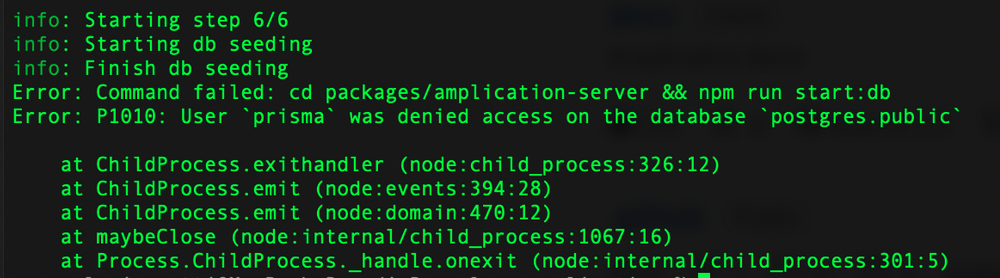 info: Starting step 6/6
info: Starting db seeding
info: Finish db seeding
Error: Command failed: cd packages/amplication-server && npm run start:db
Error: P1010: User `prisma` was denied access on the database `postgres.public`
at ChildProcess.exithandler (node:child_process:326:12)
at ChildProcess.emit (node:events:394:28)
at ChildProcess.emit (node:domain:470:12)
at maybeClose (node:internal/child_process:1067:16)
at Process.ChildProcess._handle.onexit (node:internal/child_process:301:5)